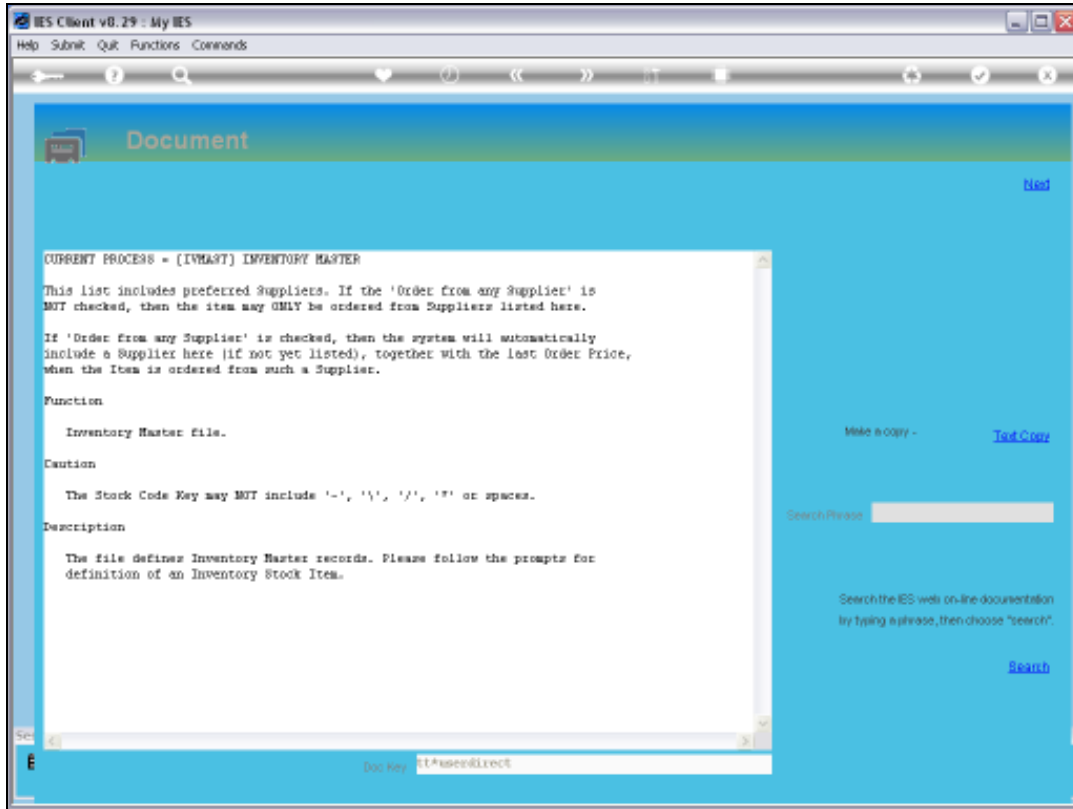 IES Client v8.29 : My IES
Help Submit Quit Functions Commands
Document
Next
CURRENT PROCESS = [IVMAST] INVENTORY MASTER
This list includes preferred Suppliers. If the 'Order from any Supplier' is
NOT checked, then the item may ONLY be ordered from Suppliers listed here.
If 'Order from any Supplier' is checked, then the system will automatically
include a Supplier here (if not yet listed), together with the last Order Price,
when the Item is ordered from such a Supplier.
Function
Inventory Master file.
Caution
The Stock Code Key may NOT include '-', '\', '/', '*' or spaces.
Description
The file defines Inventory Master records. Please follow the prompts for
definition of an Inventory Stock Item.
Make a copy -
Text Copy
Search Phrase
Search the IES web on-line documentation
by typing a phrase, then choose "search".
Search
Doc Key tt*userdirect